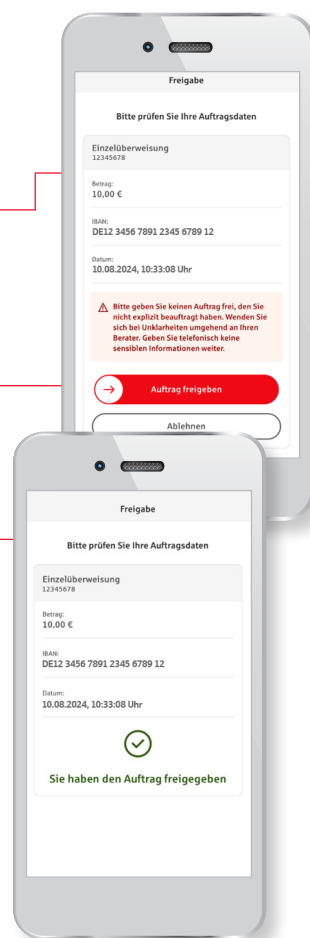 Freigabe
Bitte prüfen Sie Ihre Auftragsdaten
Einzelüberweisung
12345678
Betrag:
10,00 €
IBAN:
DE12 3456 7891 2345 6789 12
Datum:
10.08.2024, 10:33:08 Uhr
Bitte geben Sie keinen Auftrag frei, den Sie
nicht explizit beauftragt haben. Wenden Sie
sich bei Unklarheiten umgehend an Ihren
Berater. Geben Sie telefonisch keine
sensiblen Informationen weiter.
Auftrag freigeben
Ablehnen
Freigabe
Bitte prüfen Sie Ihre Auftragsdaten
Einzelüberweisung
12345678
Betrag:
10,00 €
IBAN:
DE12 3456 7891 2345 6789 12
Datum:
10.08.2024, 10:33:08 Uhr
Sie haben den Auftrag freigegeben